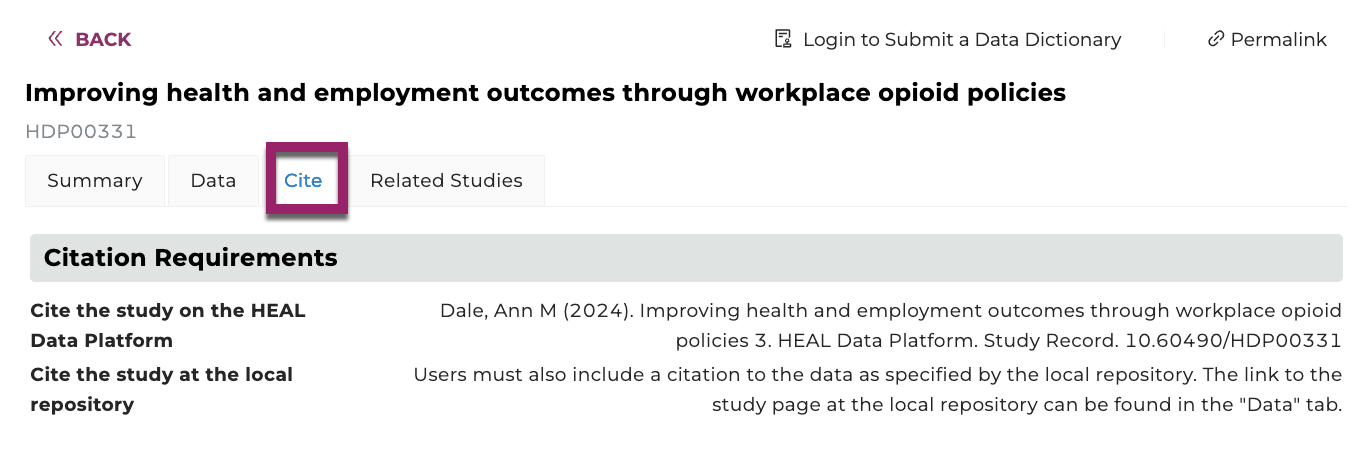 BACK
Login to Submit a Data Dictionary
Permalink
Improving health and employment outcomes through workplace opioid policies
HDP00331
Summary
Data
Cite
Related Studies
Citation Requirements
Cite the study on the HEAL
Data Platform
Dale, Ann M (2024). Improving health and employment outcomes through workplace opioid
policies 3. HEAL Data Platform. Study Record. 10.60490/HDP00331
Cite the study at the local
repository
Users must also include a citation to the data as specified by the local repository. The link to the
study page at the local repository can be found in the "Data" tab.